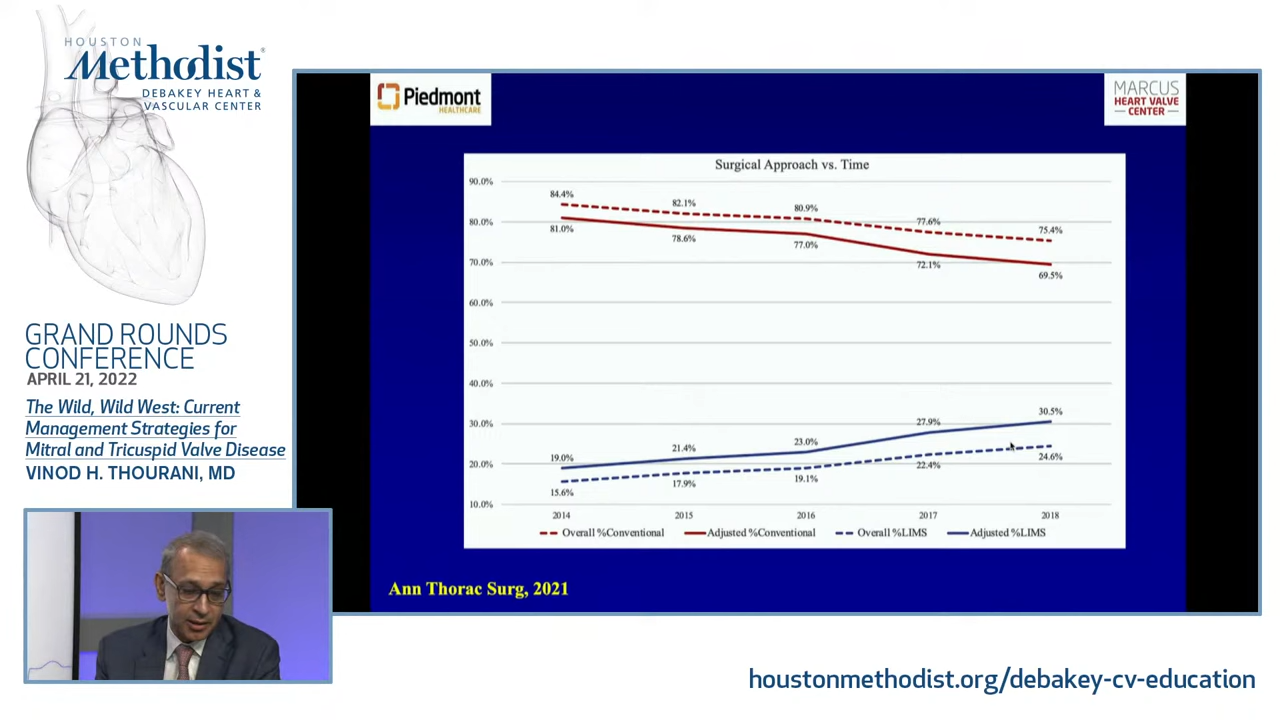 HOUSTON
Methodist®
DEBAKEY HEART &
VASCULAR CENTER
GRAND ROUNDS
CONFERENCE
APRIL 21, 2022
The Wild, Wild West: Current
Management Strategies for
Mitral and Tricuspid Valve Disease
VINOD H. THOURANI, MD
Piedmont
HEALTHCARE
MARCUS
HEART VALVE
CENTER
Surgical Approach vs. Time
90.0%
80.0%
70.0%
60.0%
50.0%
40.0%
30.0%
20.0%
10.0%
84.4% 82.1% 80.9% 77.6% 75.4%
81.0% 78.6% 77.0% 72.1% 69.5%
19.0% 21.4% 23.0% 27.9% 30.5%
15.6% 17.9% 19.1% 22.4% 24.6%
2014 2015 2016 2017 2018
Overall %Conventional Adjusted %Conventional Overall %LIMS Adjusted %LIMS
Ann Thorac Surg, 2021
houstonmethodist.org/debakey-cv-education